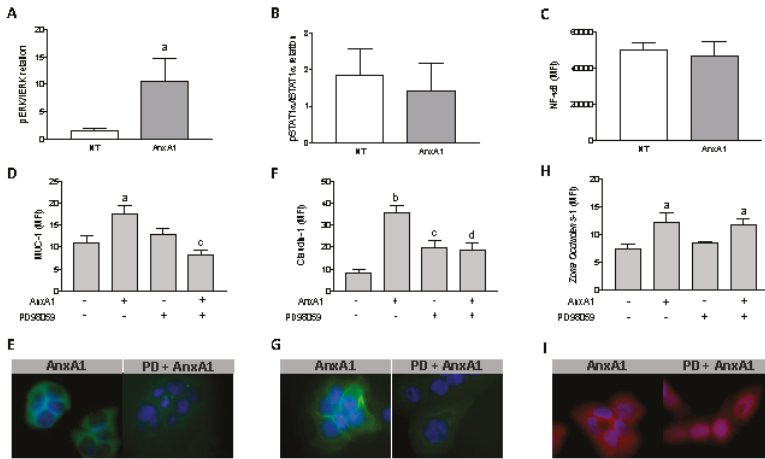 A
B
C
20
15
10
5
0
a
pERK/tERK relation
NT
AnxA1
3
2
1
0
pSTAT1α/tSTAT1α relation
NT
AnxA1
60000
40000
20000
0
NF-κB (MFI)
NT
AnxA1
D
F
H
25
20
15
10
5
0
MUC-1 (MFI)
a
c
50
40
30
20
10
0
Claudin-1 (MFI)
b
c
d
20
15
10
5
0
Zona Occludens-1 (MFI)
a
a
AnxA1 - + - +
PD98059 - - + +
AnxA1 - + - +
PD98059 - - + +
AnxA1 - + - +
PD98059 - - + +
E
G
I
AnxA1 PD + AnxA1
AnxA1 PD + AnxA1
AnxA1 PD + AnxA1